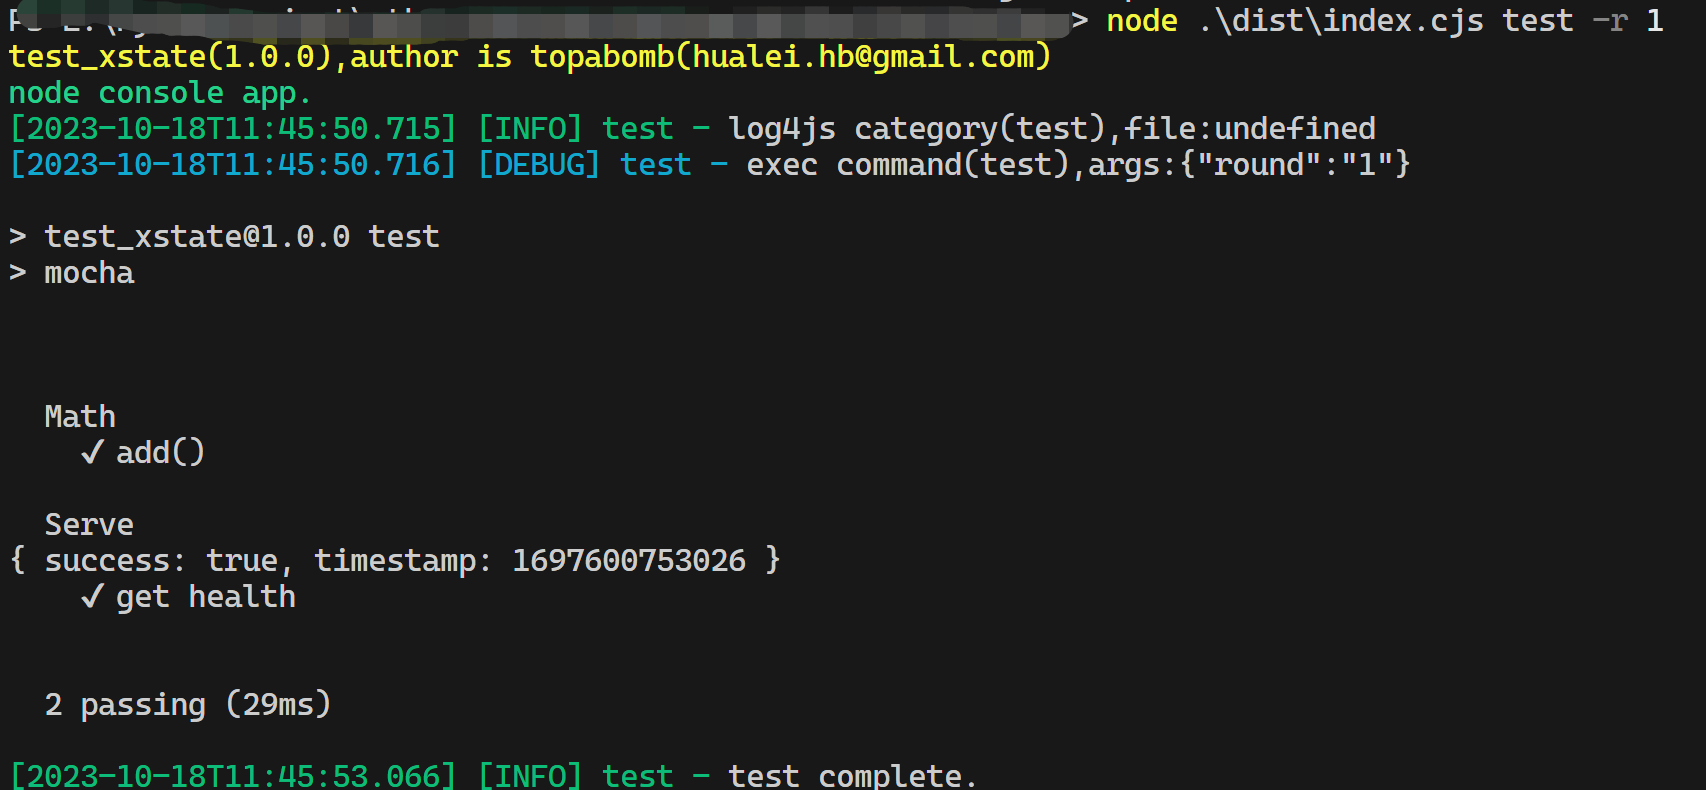 > node .\dist\index.cjs test -r 1
test_xstate(1.0.0),author is topabomb(hualei.hb@gmail.com)
node console app.
[2023-10-18T11:45:50.715] [INFO] test - log4js category(test),file:undefined
[2023-10-18T11:45:50.716] [DEBUG] test - exec command(test),args:{"round":"1"}
> test_xstate@1.0.0 test
> mocha
Math
✓ add()
Serve
{ success: true, timestamp: 1697600753026 }
✓ get health
2 passing (29ms)
[2023-10-18T11:45:53.066] [INFO] test - test complete.